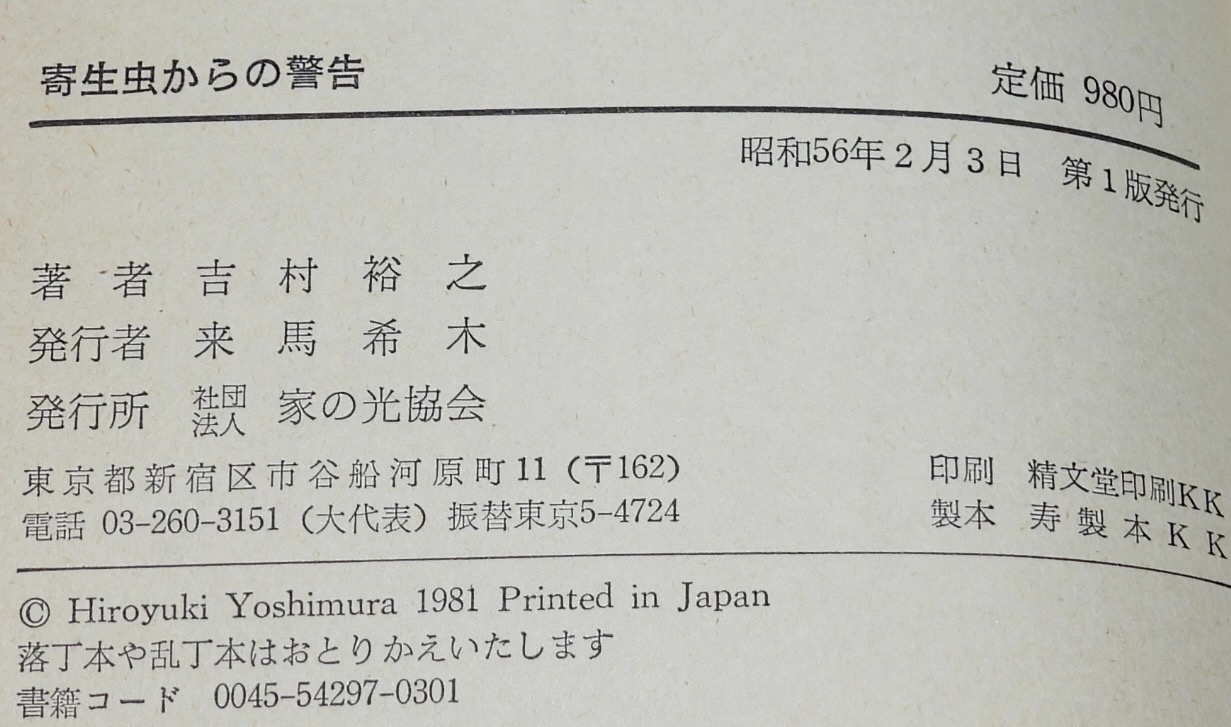 寄生虫からの警告 定価 980円
昭和56年2月3日 第1版発行
著者 吉村裕之
発行者 来馬希木
発行所 社団法人 家の光協会
東京都新宿区市谷船河原町11(〒162)
電話 03-260-3151(大代表)振替東京5-4724
印刷 精文堂印刷KK
製本 寿製本KK
© Hiroyuki Yoshimura 1981 Printed in Japan
落丁本や乱丁本はおとりかえいたします
書籍コード 0045-54297-0301